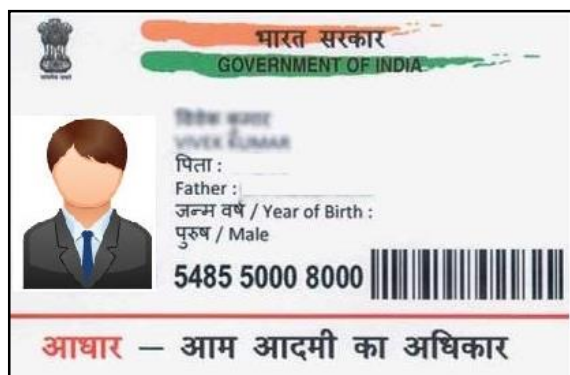 भारत सरकार
GOVERNMENT OF INDIA
पिता :
Father :
जन्म वर्ष / Year of Birth :
पुरुष / Male
5485 5000 8000
आधार – आम आदमी का अधिकार